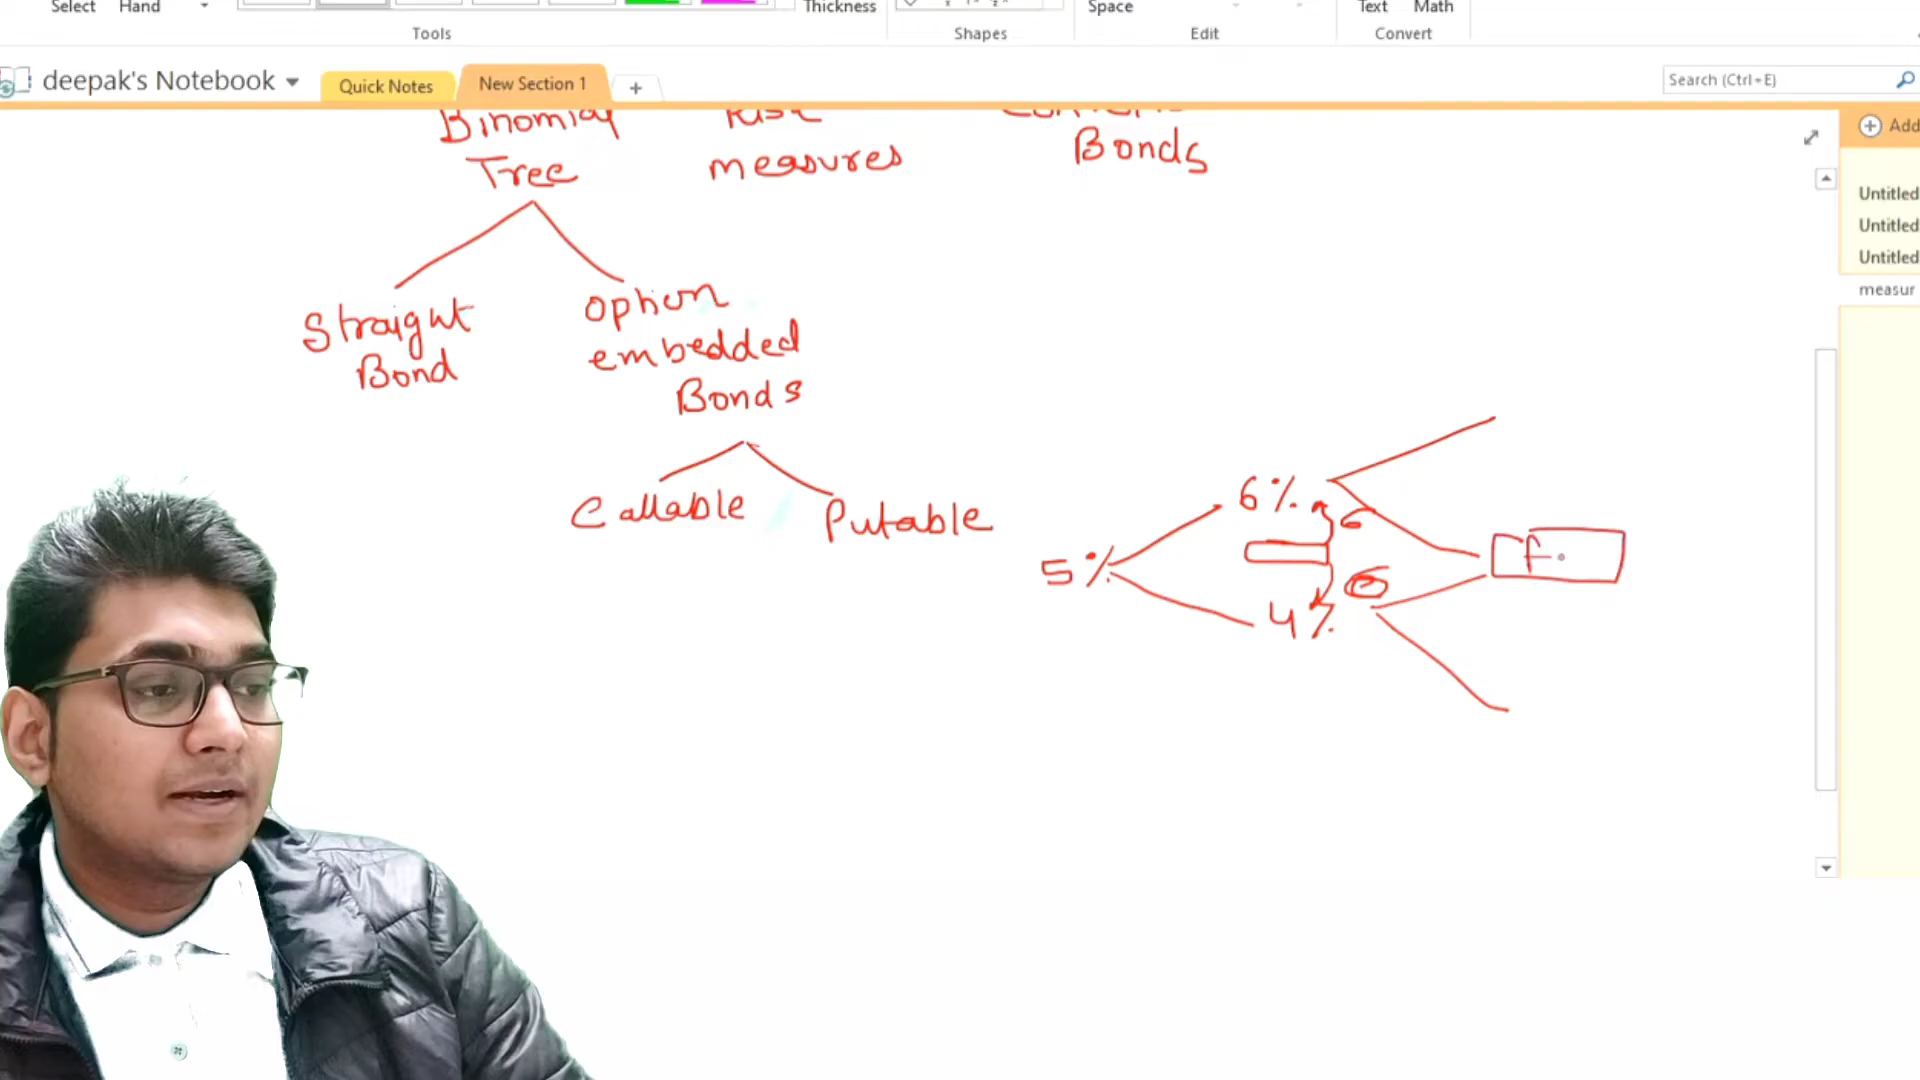 Select Hand Thickness Space Text Math
Tools Shapes Edit Convert
deepak's Notebook Quick Notes New Section 1 + Search (Ctrl+E)
Add
Binomial
Tree
measures
Bonds
Untitled
Untitled
Untitled
measur
Straight
Bond
option
embedded
Bonds
Callable Putable
6% 6
5%
4%
f.